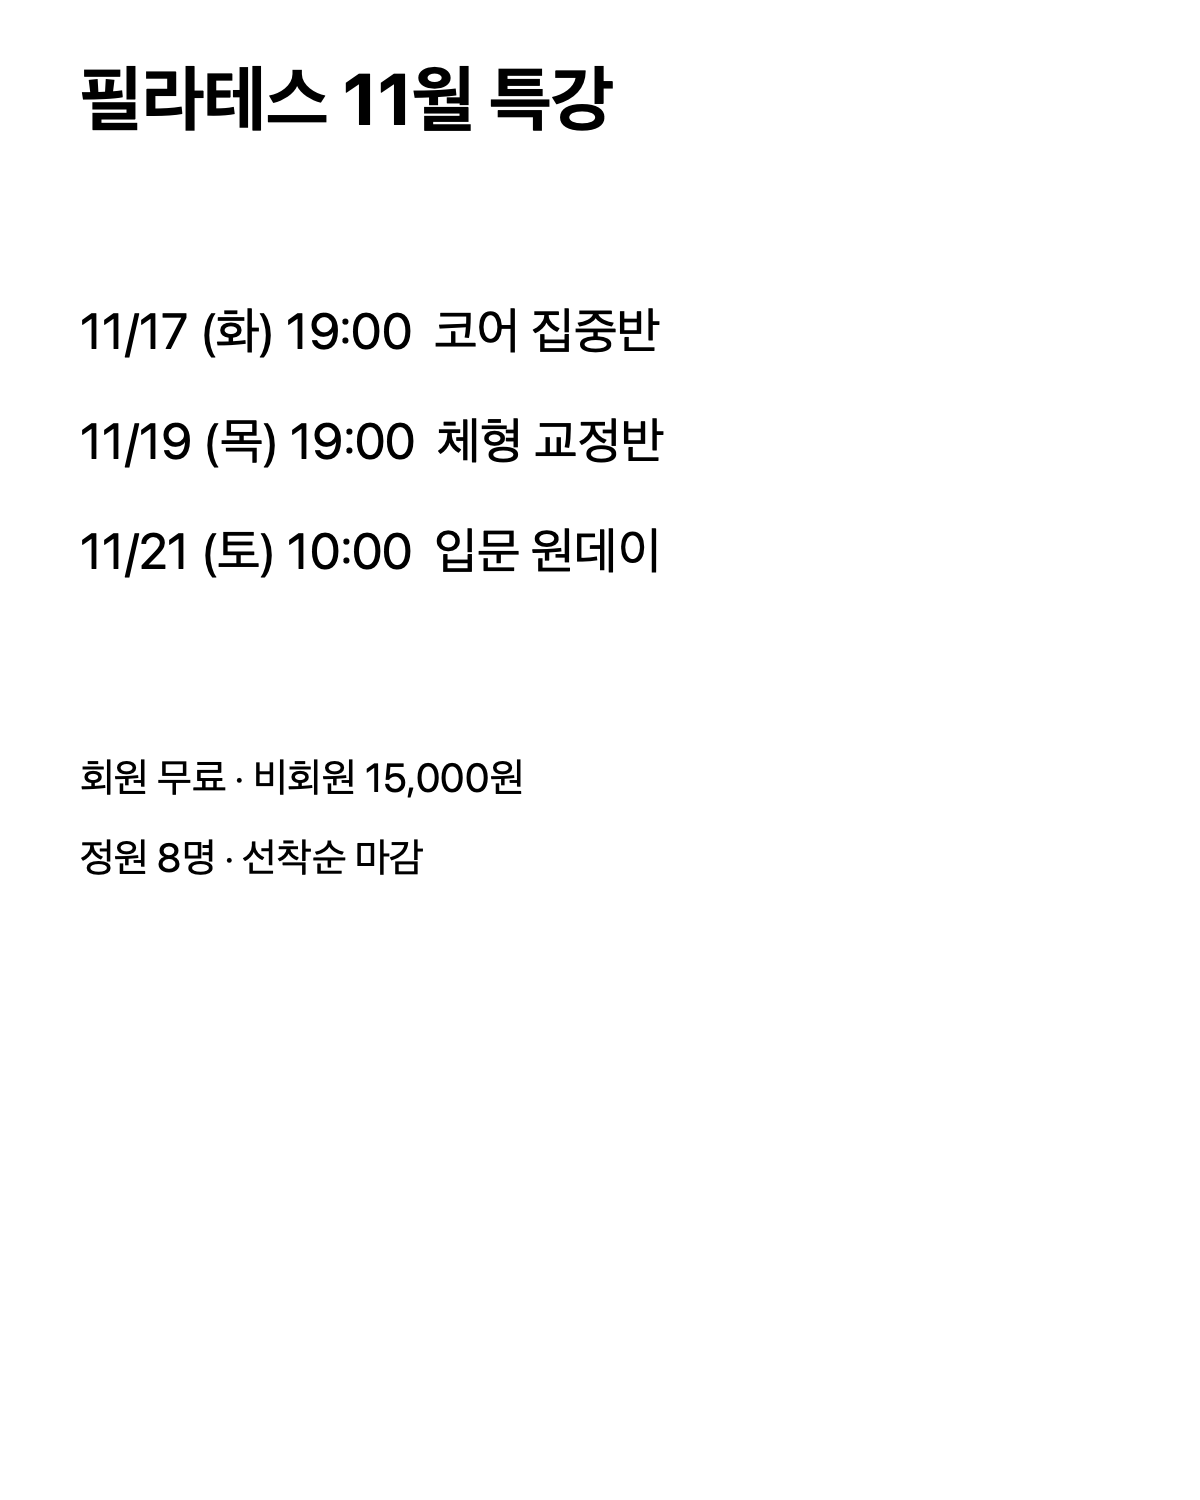 필라테스 11월 특강
11/17 (화) 19:00 코어 집중반
11/19 (목) 19:00 체형 교정반
11/21 (토) 10:00 입문 원데이
회원 무료 · 비회원 15,000원
정원 8명 · 선착순 마감